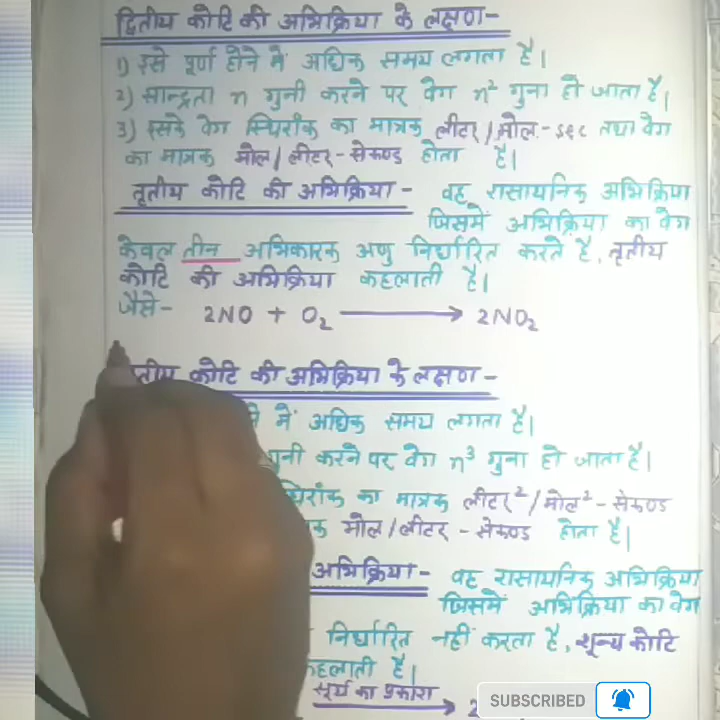 द्वितीय कोटि की अभिक्रिया के लक्षण-
1) इसे पूर्ण होने में अधिक समय लगता है।
2) सान्द्रता n गुनी करने पर वेग n² गुना हो जाता है।
3) इसके वेग स्थिरांक का मात्रक लीटर/मोल-sec तथा वेग
का मात्रक मोल/लीटर-सेकण्ड होता है।
तृतीय कोटि की अभिक्रिया- वह रासायनिक अभिक्रिया
जिसमें अभिक्रिया का वेग
केवल तीन अभिकारक अणु निर्धारित करते है, तृतीय
कोटि की अभिक्रिया कहलाती है।
जैसे- 2NO + O₂ ⟶ 2NO₂
कोटि की अभिक्रिया के लक्षण-
में अधिक समय लगता है।
करने पर वेग n³ गुना हो जाता है।
का मात्रक लीटर²/मोल²-सेकण्ड
मोल/लीटर-सेकण्ड होता है।
अभिक्रिया- वह रासायनिक अभिक्रिया
जिसमें अभिक्रिया का वेग
निर्धारित नहीं करता है, शून्य कोटि
है।
सूर्य का प्रकाश ⟶ 2
SUBSCRIBED